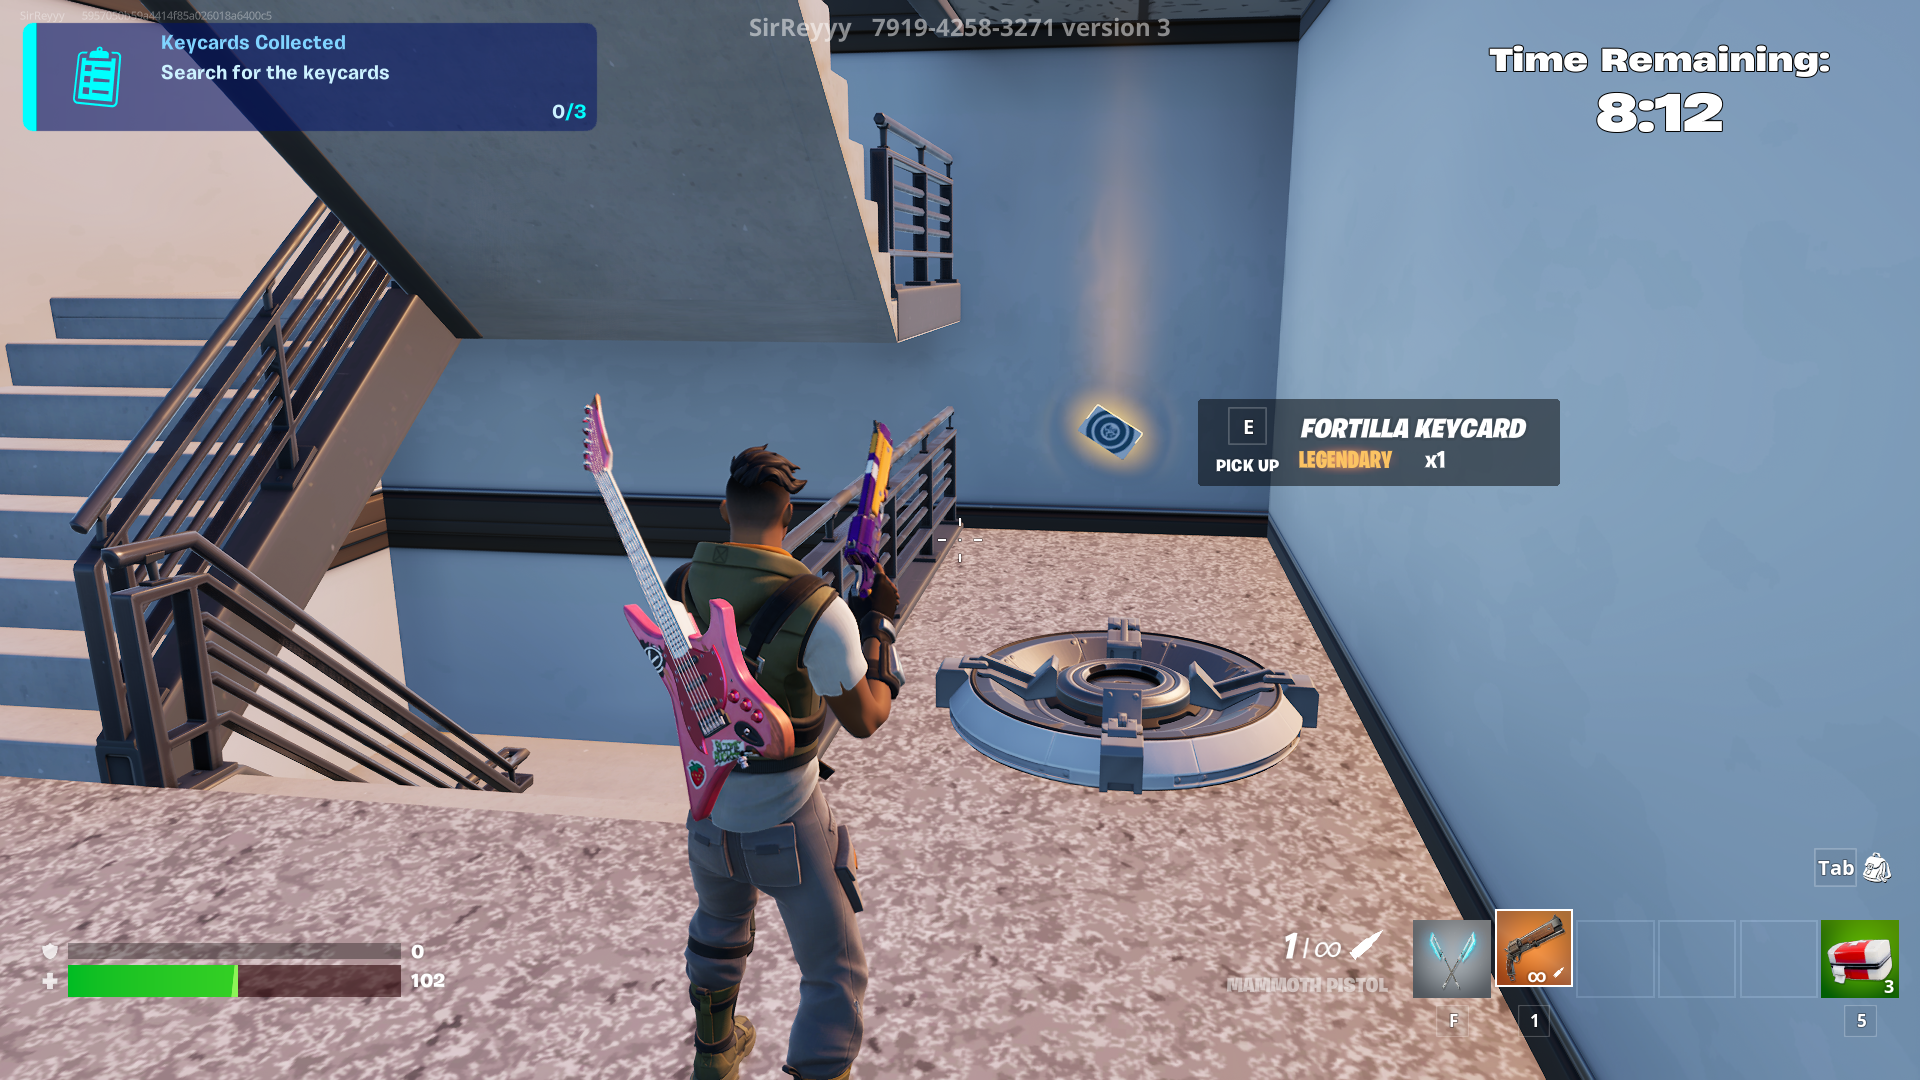 SirReyyy
SirReyyy 7919-4258-3271 version 3
Keycards Collected
Search for the keycards
0/3
Time Remaining:
8:12
E
PICK UP
FORTILLA KEYCARD
LEGENDARY x1
Tab
0
102
1/∞
MAMMOTH PISTOL
∞
3
F
1
5